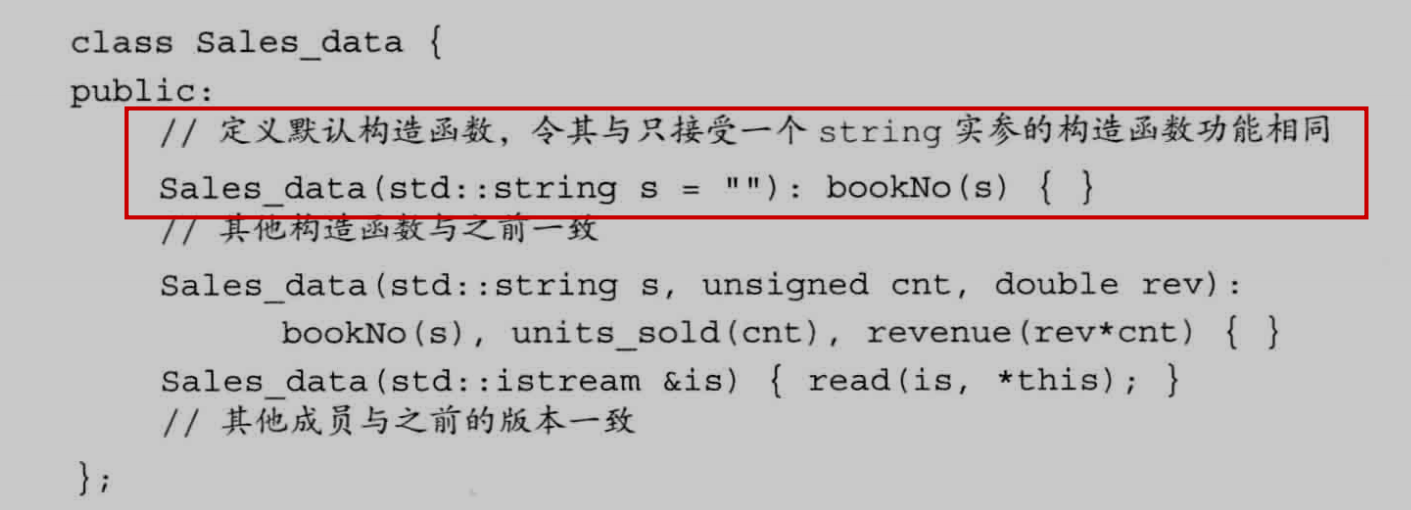 class Sales_data {
public:
// 定义默认构造函数，令其与只接受一个 string 实参的构造函数功能相同
Sales_data(std::string s = ""): bookNo(s) { }
// 其他构造函数与之前一致
Sales_data(std::string s, unsigned cnt, double rev):
bookNo(s), units_sold(cnt), revenue(rev*cnt) { }
Sales_data(std::istream &is) { read(is, *this); }
// 其他成员与之前的版本一致
};